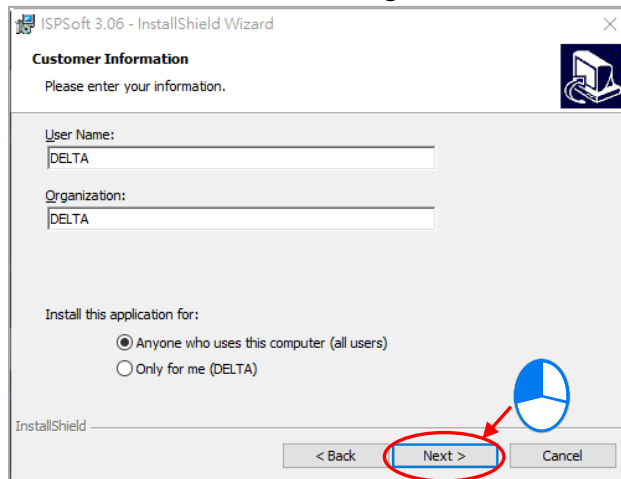 ISPSoft 3.06 - InstallShield Wizard
Customer Information
Please enter your information.
User Name:
DELTA
Organization:
DELTA
Install this application for:
Anyone who uses this computer (all users)
Only for me (DELTA)
InstallShield
< Back Next > Cancel